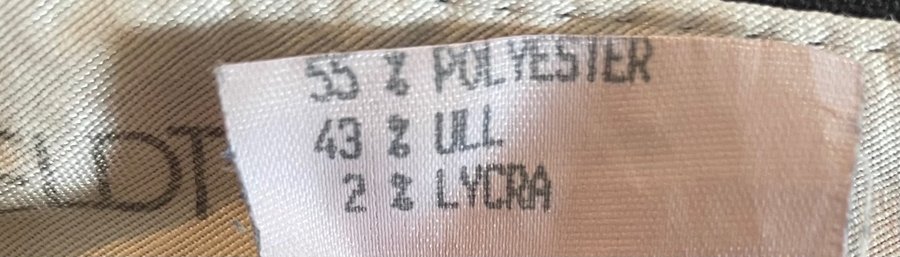 55 % POLYESTER
43 % ULL
2 % LYCRA